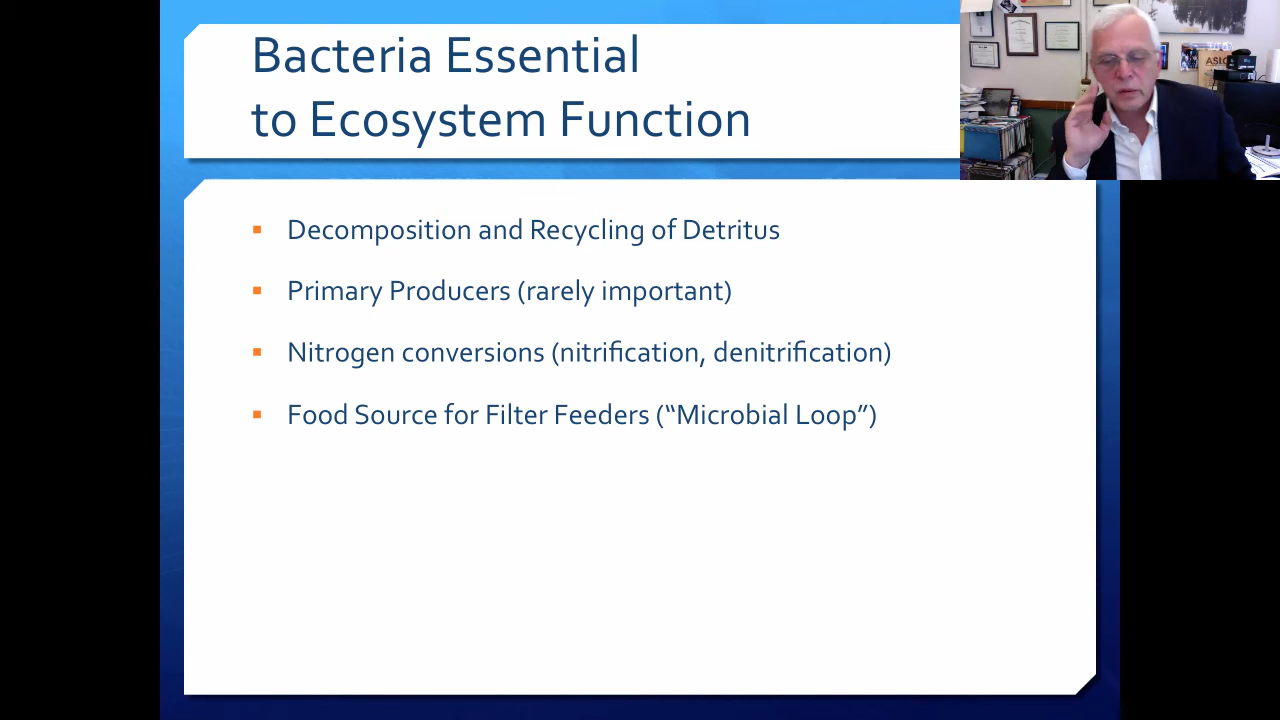 Bacteria Essential
to Ecosystem Function
▪ Decomposition and Recycling of Detritus
▪ Primary Producers (rarely important)
▪ Nitrogen conversions (nitrification, denitrification)
▪ Food Source for Filter Feeders (“Microbial Loop”)